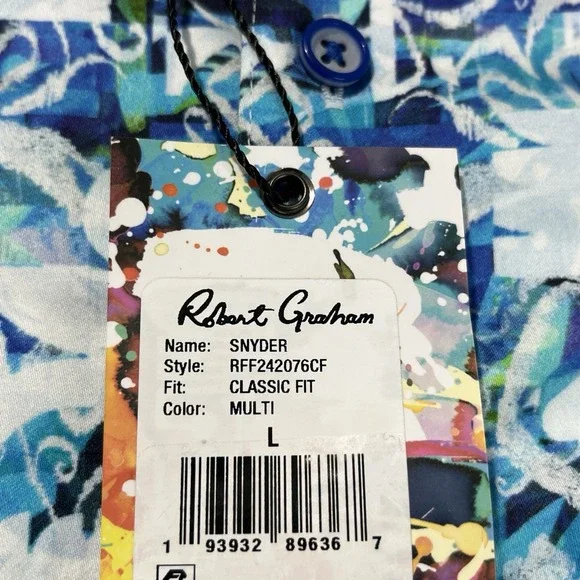 Robert Graham
Name: SNYDER
Style: RFF242076CF
Fit: CLASSIC FIT
Color: MULTI
L
1 93932 89636 7